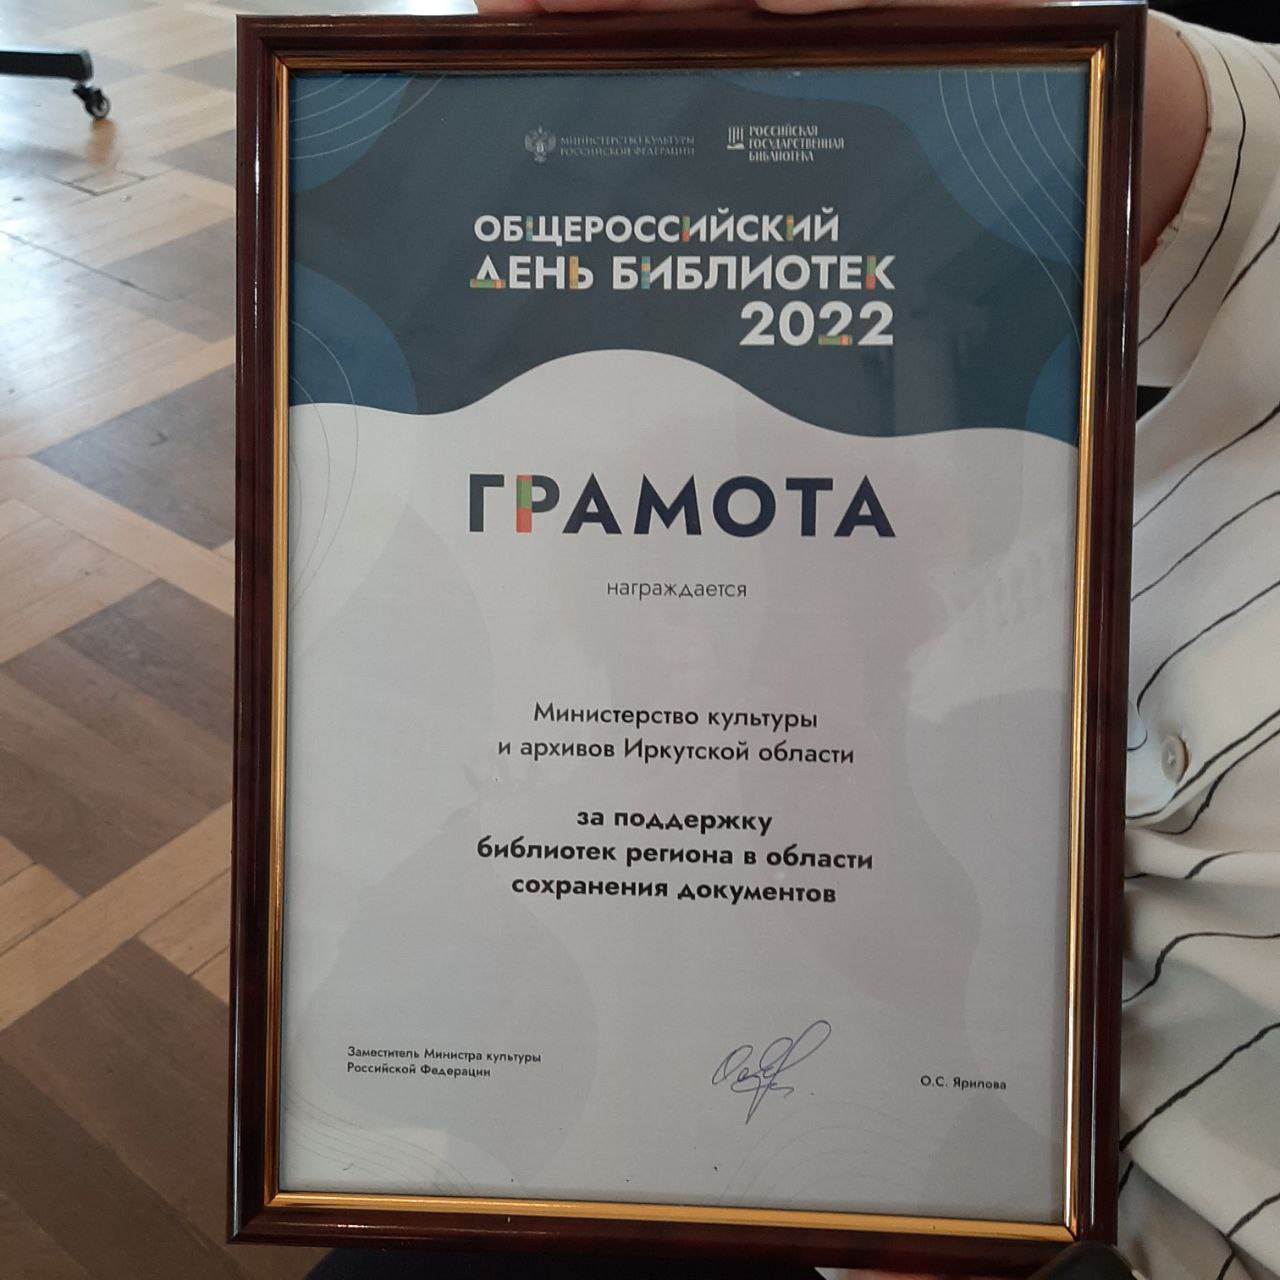 МИНИСТЕРСТВО КУЛЬТУРЫ
РОССИЙСКОЙ ФЕДЕРАЦИИ
РОССИЙСКАЯ
ГОСУДАРСТВЕННАЯ
БИБЛИОТЕКА
ОБЩЕРОССИЙСКИЙ
ДЕНЬ БИБЛИОТЕК
2022
ГРАМОТА
награждается
Министерство культуры
и архивов Иркутской области
за поддержку
библиотек региона в области
сохранения документов
Заместитель Министра культуры
Российской Федерации
О.С. Ярилова